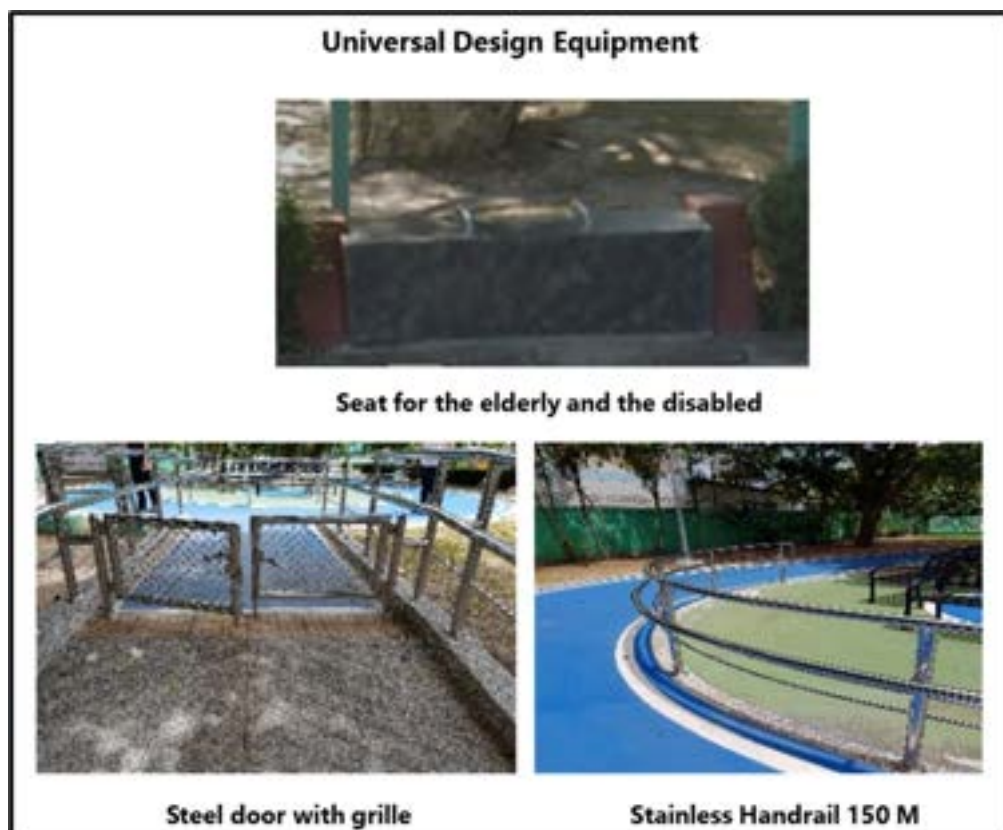 Universal Design Equipment
Seat for the elderly and the disabled
Steel door with grille
Stainless Handrail 150 M